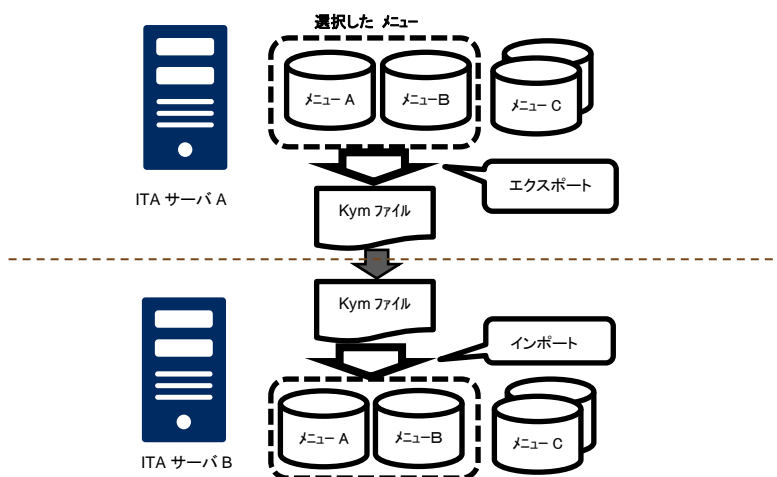 選択した メニュー
メニュー A
メニューB
メニュー C
エクスポート
ITA サーバ A
Kym ファイル
Kym ファイル
インポート
メニュー A
メニューB
メニュー C
ITA サーバ B